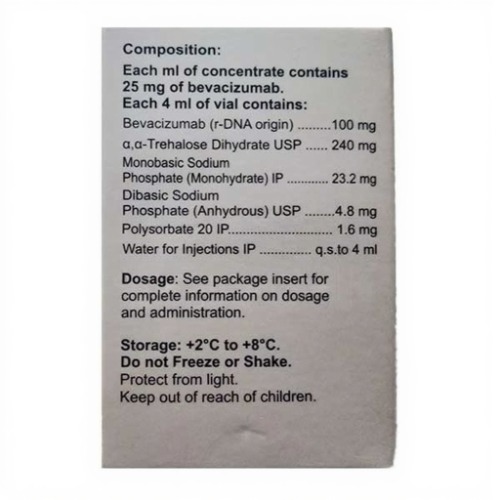 Composition:
Each ml of concentrate contains
25 mg of bevacizumab.
Each 4 ml of vial contains:
Bevacizumab (r-DNA origin) .........100 mg
α,α-Trehalose Dihydrate USP ...... 240 mg
Monobasic Sodium
Phosphate (Monohydrate) IP ............ 23.2 mg
Dibasic Sodium
Phosphate (Anhydrous) USP ........4.8 mg
Polysorbate 20 IP............................ 1.6 mg
Water for Injections IP ............... q.s.to 4 ml
Dosage: See package insert for
complete information on dosage
and administration.
Storage: +2°C to +8°C.
Do not Freeze or Shake.
Protect from light.
Keep out of reach of children.